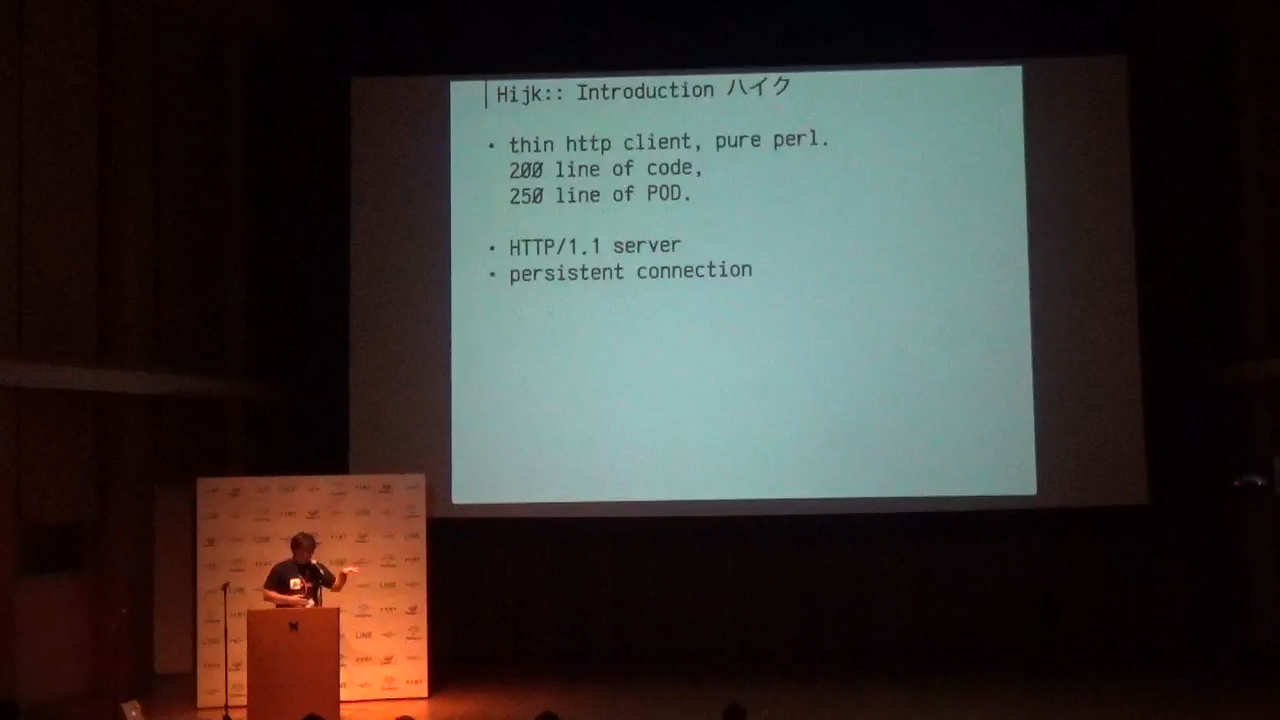 Hijk:: Introduction ハイク
• thin http client, pure perl.
200 line of code,
250 line of POD.
• HTTP/1.1 server
• persistent connection
LINE